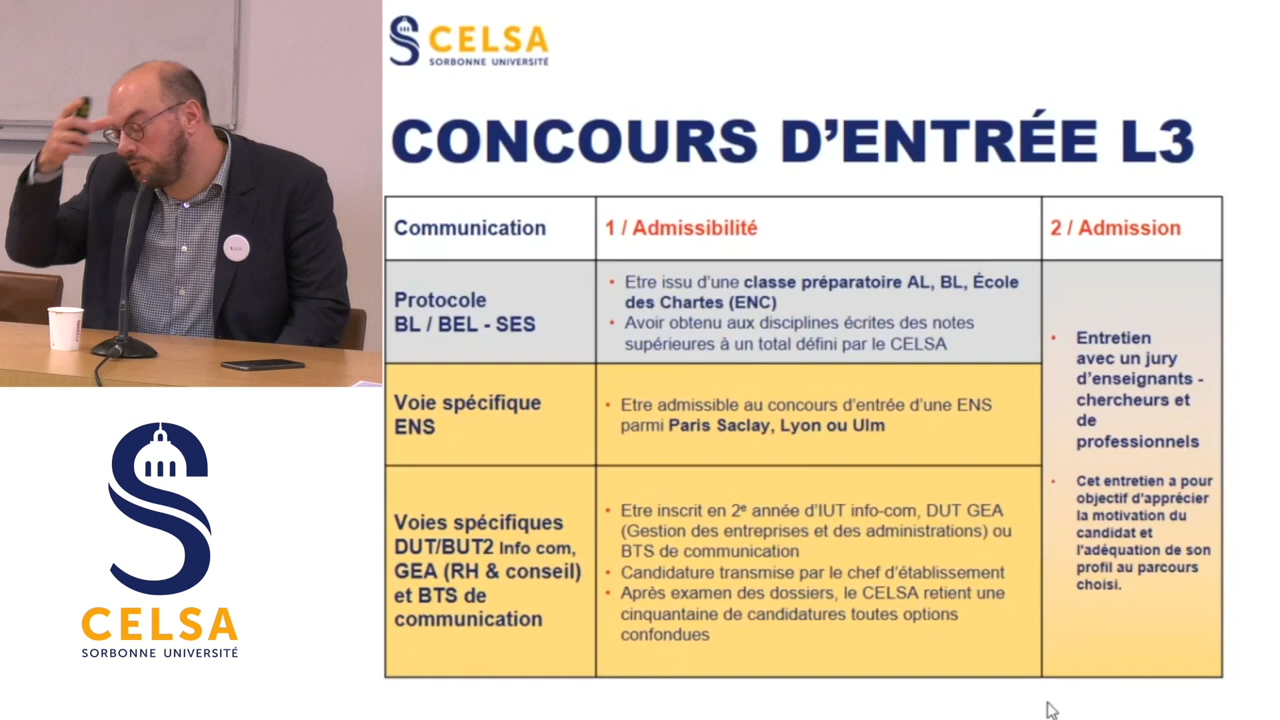 CELSA
SORBONNE UNIVERSITÉ
CONCOURS D'ENTRÉE L3
Communication
1 / Admissibilité
2 / Admission
Protocole
BL / BEL - SES
• Etre issu d'une classe préparatoire AL, BL, École
des Chartes (ENC)
• Avoir obtenu aux disciplines écrites des notes
supérieures à un total défini par le CELSA
Voie spécifique
ENS
• Etre admissible au concours d'entrée d'une ENS
parmi Paris Saclay, Lyon ou Ulm
Voies spécifiques
DUT/BUT2 Info com,
GEA (RH & conseil)
et BTS de
communication
• Etre inscrit en 2e année d'IUT info-com, DUT GEA
(Gestion des entreprises et des administrations) ou
BTS de communication
• Candidature transmise par le chef d'établissement
• Après examen des dossiers, le CELSA retient une
cinquantaine de candidatures toutes options
confondues
• Entretien
avec un jury
d'enseignants -
chercheurs et
de
professionnels
• Cet entretien a pour
objectif d'apprécier
la motivation du
candidat et
l'adéquation de son
profil au parcours
choisi.
CELSA
SORBONNE UNIVERSITÉ